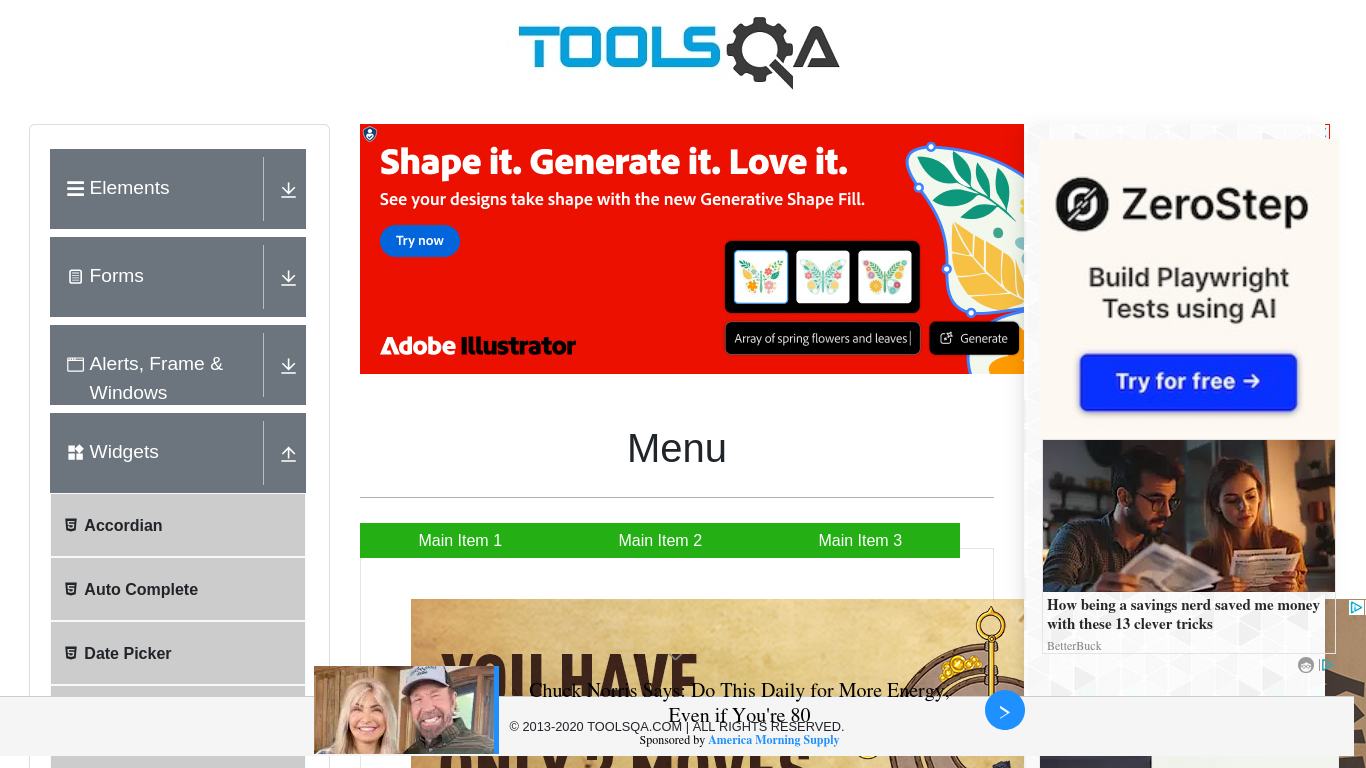 TOOLSQA
Elements
Forms
Alerts, Frame &
Windows
Widgets
Accordian
Auto Complete
Date Picker
Shape it. Generate it. Love it.
See your designs take shape with the new Generative Shape Fill.
Try now
Array of spring flowers and leaves
Generate
Adobe Illustrator
Menu
Main Item 1
Main Item 2
Main Item 3
YOU HAVE
ONLY 2 MOVES
ZeroStep
Build Playwright
Tests using AI
Try for free →
How being a savings nerd saved me money
with these 13 clever tricks
BetterBuck
Chuck Norris Says: Do This Daily for More Energy,
Even if You're 80
© 2013-2020 TOOLSQA.COM | ALL RIGHTS RESERVED.
Sponsored by America Morning Supply